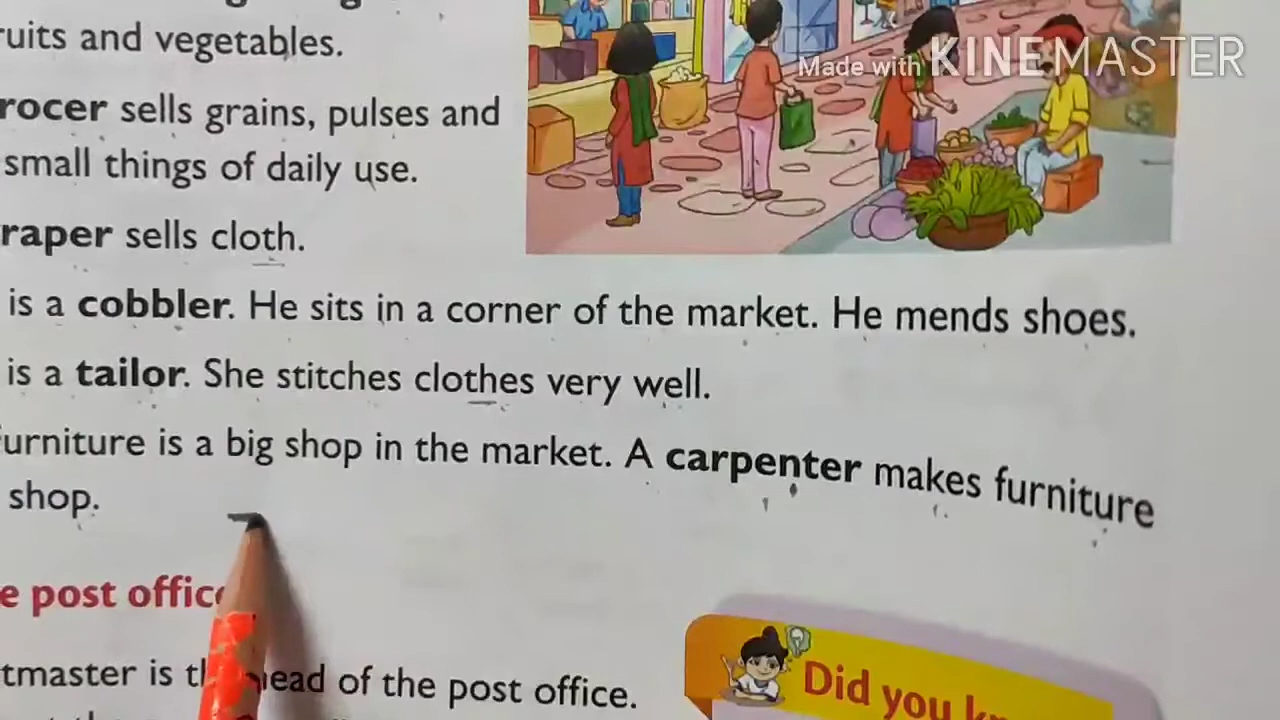 ruits and vegetables.
Made with KINEMASTER
rocer sells grains, pulses and
small things of daily use.
raper sells cloth.
is a cobbler. He sits in a corner of the market. He mends shoes.
is a tailor. She stitches clothes very well.
urniture is a big shop in the market. A carpenter makes furniture
shop.
e post offic
tmaster is head of the post office.
Did you